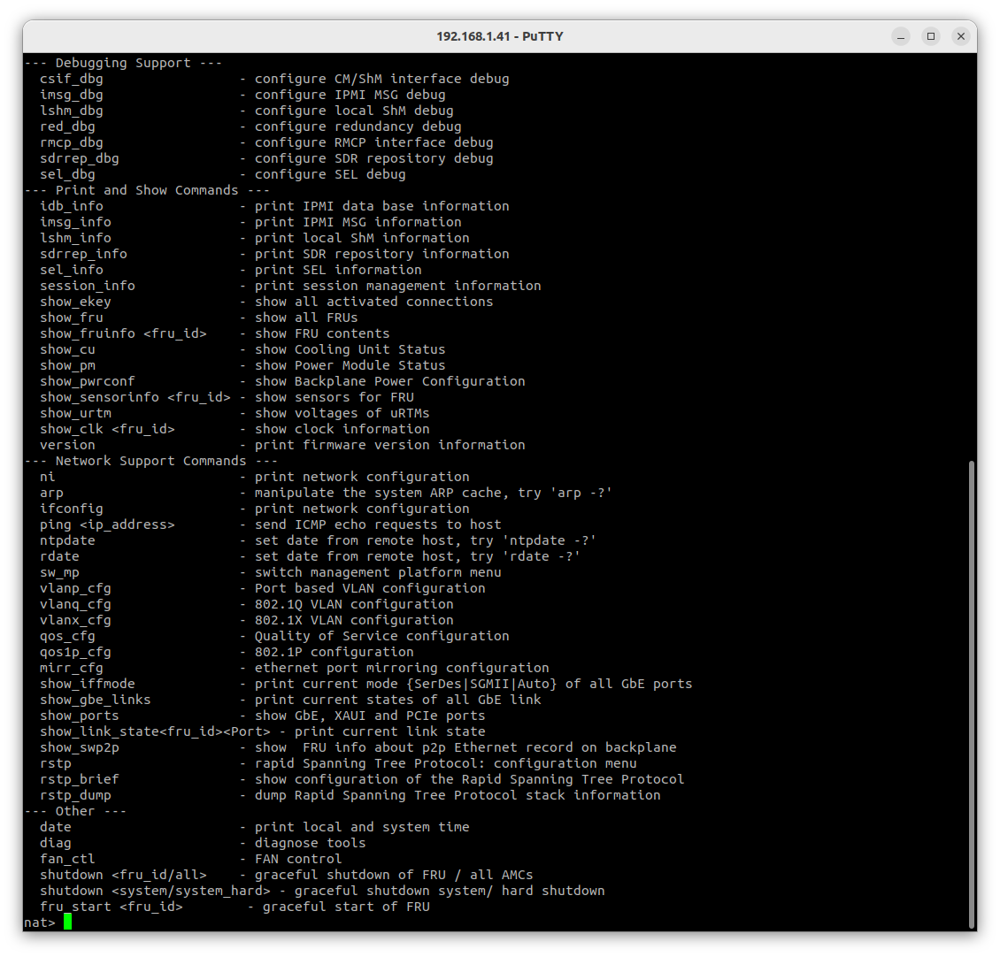 192.168.1.41 - PuTTY
--- Debugging Support ---
  csif_dbg                 - configure CM/ShM interface debug
  imsg_dbg                 - configure IPMI MSG debug
  lshm_dbg                 - configure local ShM debug
  red_dbg                  - configure redundancy debug
  rmcp_dbg                 - configure RMCP interface debug
  sdrrep_dbg               - configure SDR repository debug
  sel_dbg                  - configure SEL debug
--- Print and Show Commands ---
  idb_info                 - print IPMI data base information
  imsg_info                - print IPMI MSG information
  lshm_info                - print local ShM information
  sdrrep_info              - print SDR repository information
  sel_info                 - print SEL information
  session_info             - print session management information
  show_ekey                - show all activated connections
  show_fru                 - show all FRUs
  show_fruinfo <fru_id>    - show FRU contents
  show_cu                  - show Cooling Unit Status
  show_pm                  - show Power Module Status
  show_pwrconf             - show Backplane Power Configuration
  show_sensorinfo <fru_id> - show sensors for FRU
  show_urtm                - show voltages of uRTMs
  show_clk <fru_id>        - show clock information
  version                  - print firmware version information
--- Network Support Commands ---
  ni                       - print network configuration
  arp                      - manipulate the system ARP cache, try 'arp -?'
  ifconfig                 - print network configuration
  ping <ip_address>        - send ICMP echo requests to host
  ntpdate                  - set date from remote host, try 'ntpdate -?'
  rdate                    - set date from remote host, try 'rdate -?'
  sw_mp                    - switch management platform menu
  vlanp_cfg                - Port based VLAN configuration
  vlanq_cfg                - 802.1Q VLAN configuration
  vlanx_cfg                - 802.1X VLAN configuration
  qos_cfg                  - Quality of Service configuration
  qos1p_cfg                - 802.1P configuration
  mirr_cfg                 - ethernet port mirroring configuration
  show_iffmode             - print current mode {SerDes|SGMII|Auto} of all GbE ports
  show_gbe_links           - print current states of all GbE link
  show_ports               - show GbE, XAUI and PCIe ports
  show_link_state<fru_id><Port> - print current link state
  show_swp2p               - show  FRU info about p2p Ethernet record on backplane
  rstp                     - rapid Spanning Tree Protocol: configuration menu
  rstp_brief               - show configuration of the Rapid Spanning Tree Protocol
  rstp_dump                - dump Rapid Spanning Tree Protocol stack information
--- Other ---
  date                     - print local and system time
  diag                     - diagnose tools
  fan_ctl                  - FAN control
  shutdown <fru_id/all>    - graceful shutdown of FRU / all AMCs
  shutdown <system/system_hard> - graceful shutdown system/ hard shutdown
  fru_start <fru_id>        - graceful start of FRU
nat>